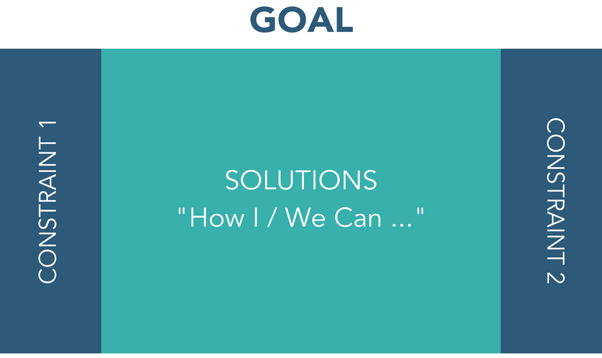 GOAL
CONSTRAINT 1
SOLUTIONS
"How I / We Can ..."
CONSTRAINT 2